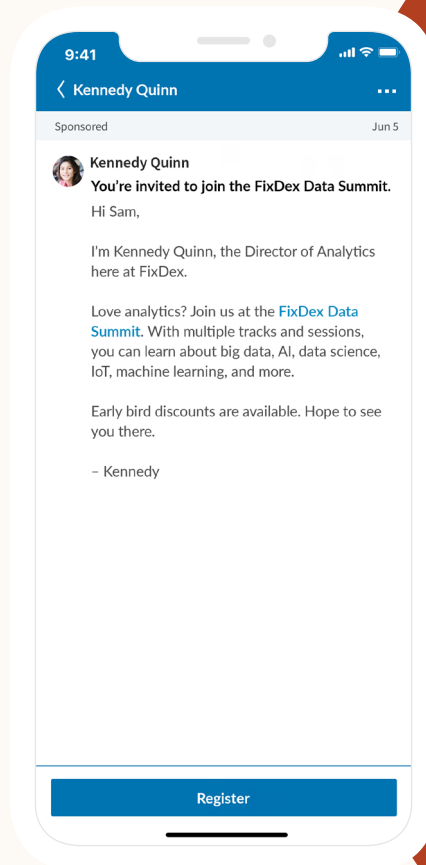 9:41
Kennedy Quinn
Sponsored Jun 5
Kennedy Quinn
You're invited to join the FixDex Data Summit.
Hi Sam,
I'm Kennedy Quinn, the Director of Analytics
here at FixDex.
Love analytics? Join us at the FixDex Data
Summit. With multiple tracks and sessions,
you can learn about big data, AI, data science,
IoT, machine learning, and more.
Early bird discounts are available. Hope to see
you there.
– Kennedy
Register